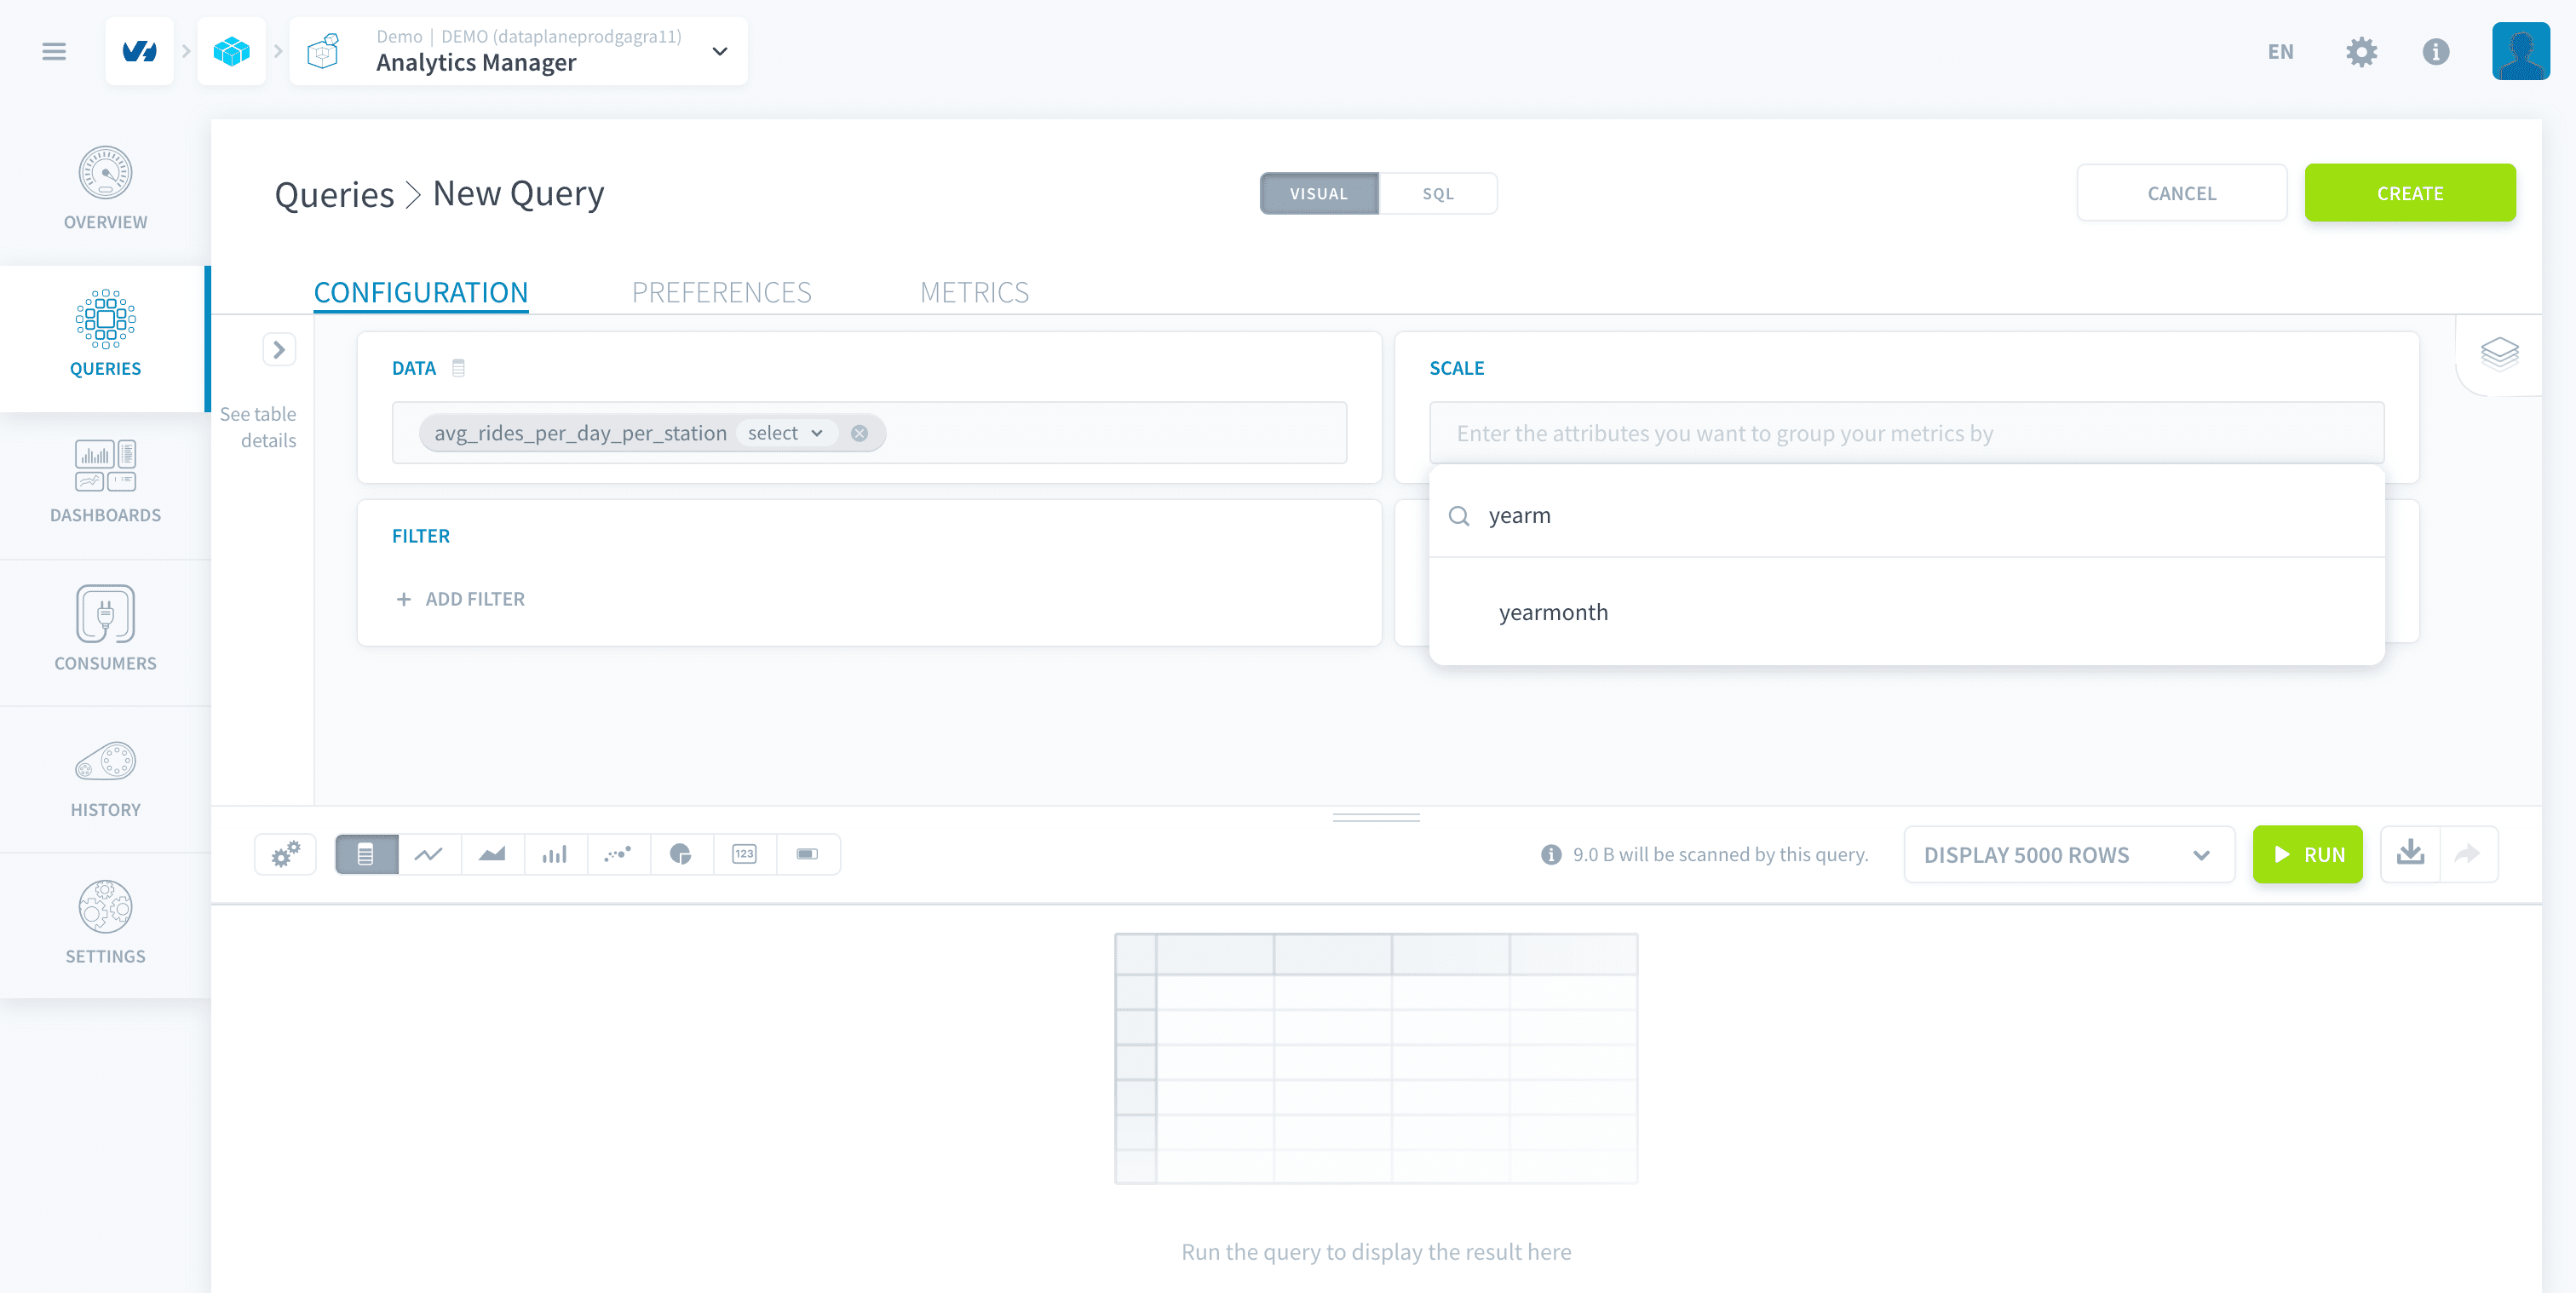 Demo | DEMO (dataplaneprodgagra11)
Analytics Manager
EN
OVERVIEW
QUERIES
DASHBOARDS
CONSUMERS
HISTORY
SETTINGS
Queries > New Query
VISUAL
SQL
CANCEL
CREATE
CONFIGURATION
PREFERENCES
METRICS
See table
details
DATA
avg_rides_per_day_per_station
select
SCALE
Enter the attributes you want to group your metrics by
yearm
yearmonth
FILTER
+ ADD FILTER
123
9.0 B will be scanned by this query.
DISPLAY 5000 ROWS
RUN
Run the query to display the result here